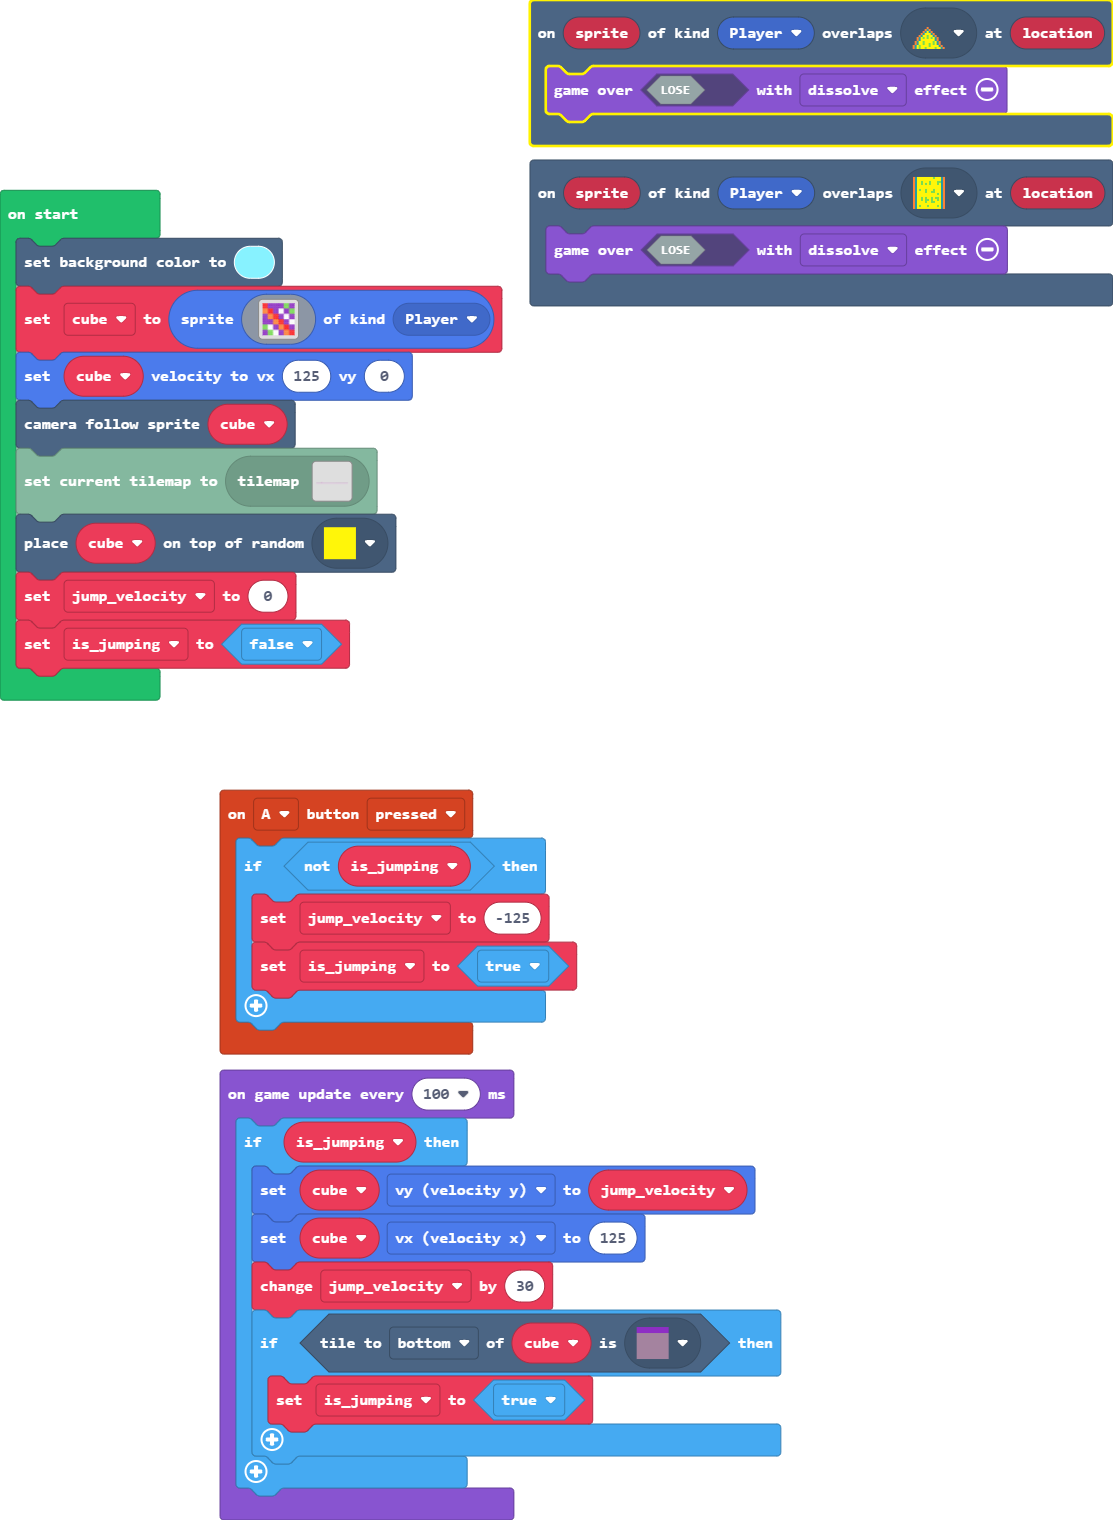 on sprite of kind Player overlaps at location
game over LOSE with dissolve effect
on sprite of kind Player overlaps at location
game over LOSE with dissolve effect
on start
set background color to
set cube to sprite of kind Player
set cube velocity to vx 125 vy 0
camera follow sprite cube
set current tilemap to tilemap
place cube on top of random
set jump_velocity to 0
set is_jumping to false
on A button pressed
if not is_jumping then
set jump_velocity to -125
set is_jumping to true
on game update every 100 ms
if is_jumping then
set cube vy (velocity y) to jump_velocity
set cube vx (velocity x) to 125
change jump_velocity by 30
if tile to bottom of cube is then
set is_jumping to true